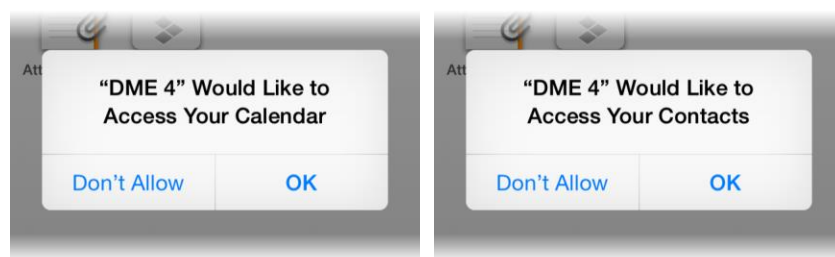 Att
“DME 4” Would Like to
Access Your Calendar
Don’t Allow
OK
Att
“DME 4” Would Like to
Access Your Contacts
Don’t Allow
OK